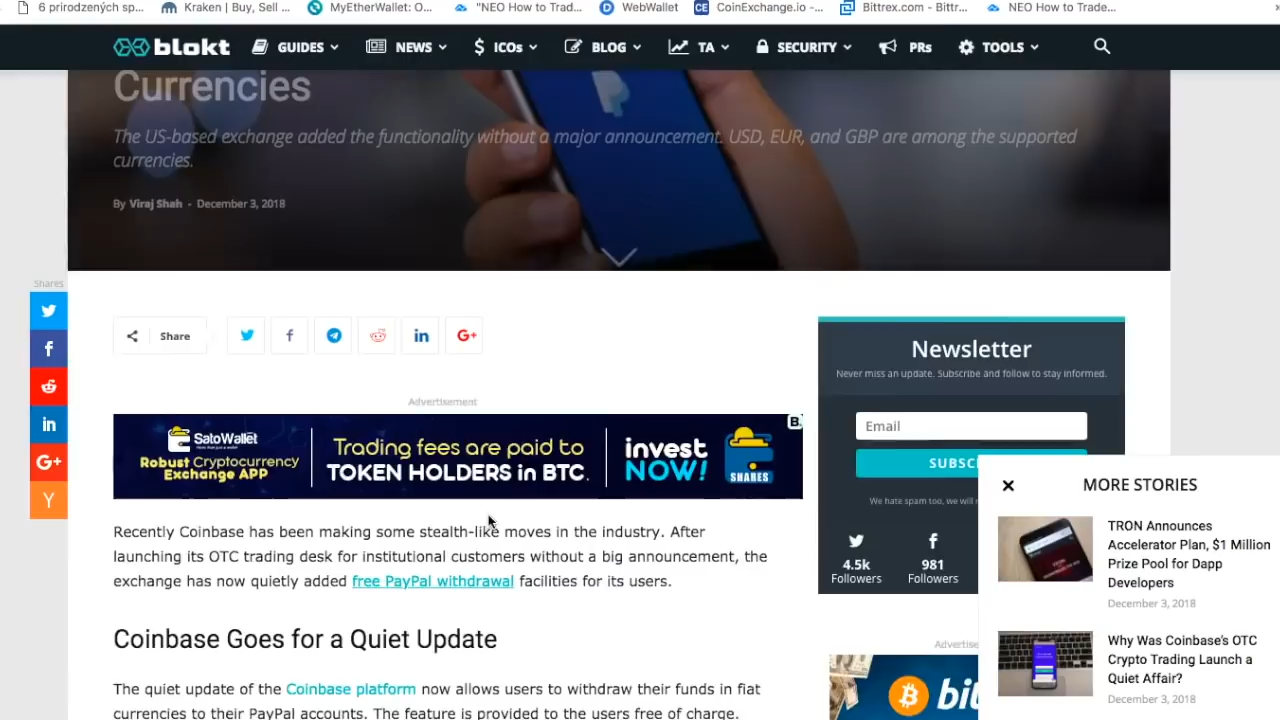 6 prirodzených sp...
Kraken | Buy, Sell ...
MyEtherWallet: O...
"NEO How to Trad...
WebWallet
CoinExchange.io -...
Bittrex.com - Bittr...
NEO How to Trade...
blokt
GUIDES
NEWS
$ ICOs
BLOG
TA
SECURITY
PRs
TOOLS
Currencies
The US-based exchange added the functionality without a major announcement. USD, EUR, and GBP are among the supported
currencies.
By Viraj Shah - December 3, 2018
Shares
Share
Advertisement
SatoWallet
Robust Cryptocurrency
Exchange APP
Trading fees are paid to
TOKEN HOLDERS in BTC.
invest
NOW!
SHARES
B
Recently Coinbase has been making some stealth-like moves in the industry. After
launching its OTC trading desk for institutional customers without a big announcement, the
exchange has now quietly added free PayPal withdrawal facilities for its users.
Coinbase Goes for a Quiet Update
The quiet update of the Coinbase platform now allows users to withdraw their funds in fiat
currencies to their PayPal accounts. The feature is provided to the users free of charge.
Newsletter
Never miss an update. Subscribe and follow to stay informed.
Email
SUBSC
We hate spam too, we will
4.5k
Followers
981
Followers
Advertise
bit
MORE STORIES
TRON Announces
Accelerator Plan, $1 Million
Prize Pool for Dapp
Developers
December 3, 2018
Why Was Coinbase's OTC
Crypto Trading Launch a
Quiet Affair?
December 3, 2018